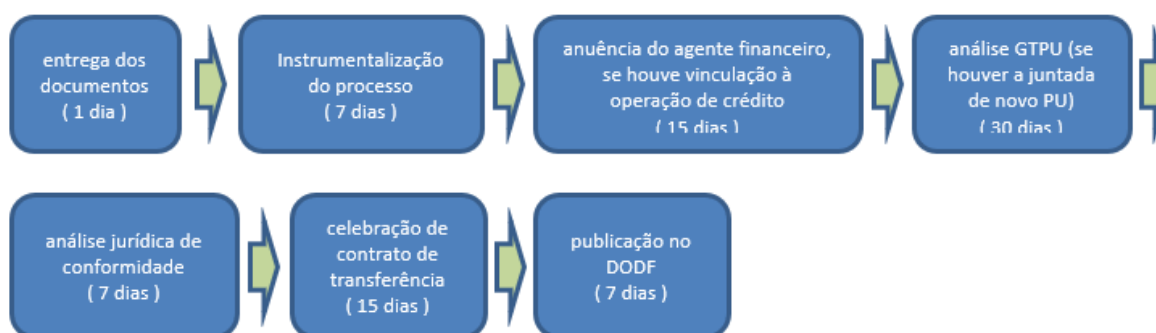 entrega dos
documentos
( 1 dia )
Instrumentalização
do processo
( 7 dias )
anuência do agente financeiro,
se houve vinculação à
operação de crédito
( 15 dias )
análise GTPU (se
houver a juntada
de novo PU)
( 30 dias )
análise jurídica de
conformidade
( 7 dias )
celebração de
contrato de
transferência
( 15 dias )
publicação no
DODF
( 7 dias )